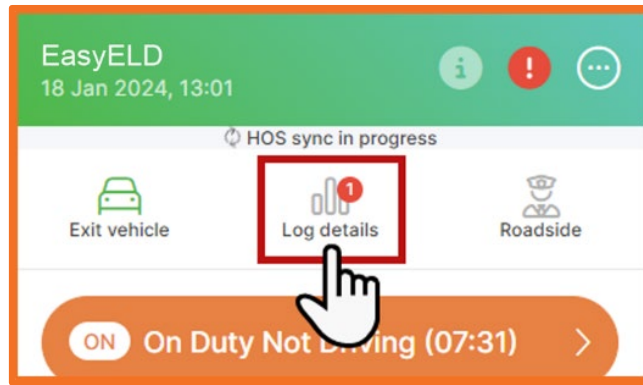 EasyELD
18 Jan 2024, 13:01
i
!
HOS sync in progress
1
Exit vehicle
Log details
Roadside
ON On Duty Not Driving (07:31)